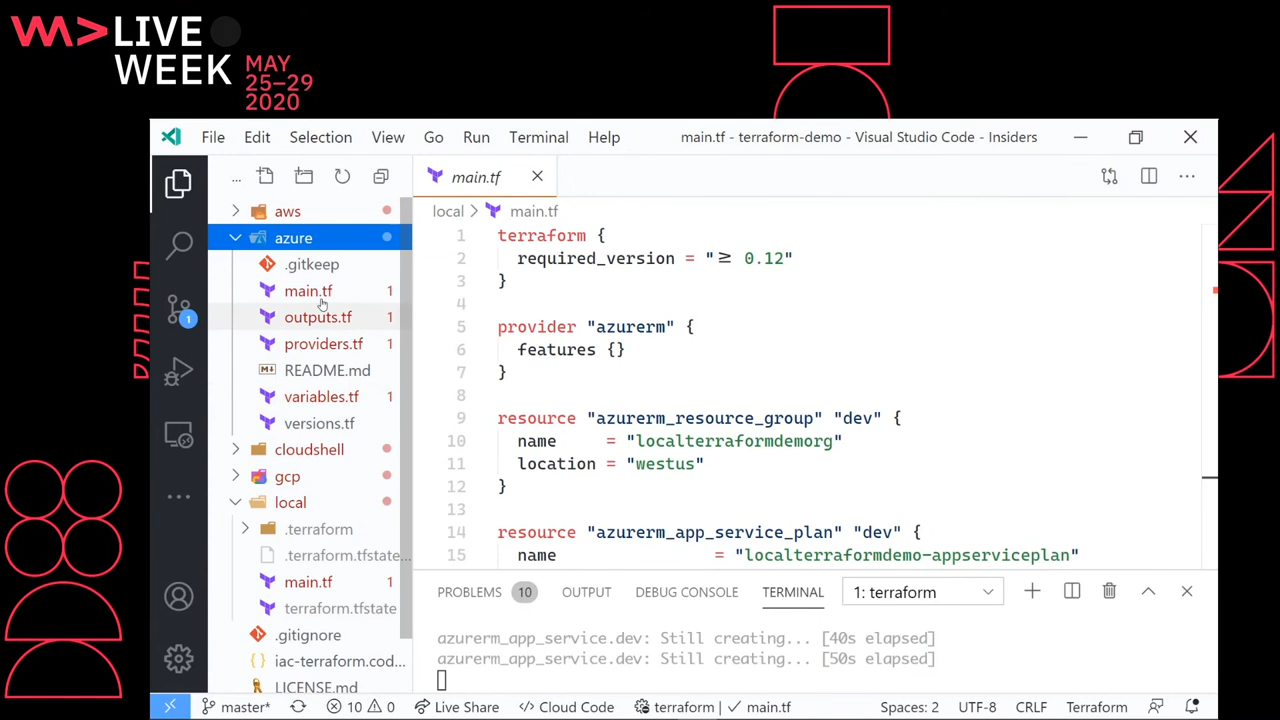 LIVE
WEEK
MAY
25–29
2020
File Edit Selection View Go Run Terminal Help main.tf - terraform-demo - Visual Studio Code - Insiders
...
main.tf
local > main.tf
aws
azure
.gitkeep
main.tf 1
outputs.tf 1
providers.tf 1
README.md
variables.tf 1
versions.tf
cloudshell
gcp
local
.terraform
.terraform.tfstate...
main.tf 1
terraform.tfstate
.gitignore
iac-terraform.cod...
LICENSE.md
1
1 terraform {
2 required_version = "≥ 0.12"
3 }
4
5 provider "azurerm" {
6 features {}
7 }
8
9 resource "azurerm_resource_group" "dev" {
10 name = "localterraformdemorg"
11 location = "westus"
12 }
13
14 resource "azurerm_app_service_plan" "dev" {
15 name = "localterraformdemo-appserviceplan"
PROBLEMS 10 OUTPUT DEBUG CONSOLE TERMINAL 1: terraform
azurerm_app_service.dev: Still creating... [40s elapsed]
azurerm_app_service.dev: Still creating... [50s elapsed]
master* 10 0 Live Share Cloud Code terraform | ✓ main.tf Spaces: 2 UTF-8 CRLF Terraform